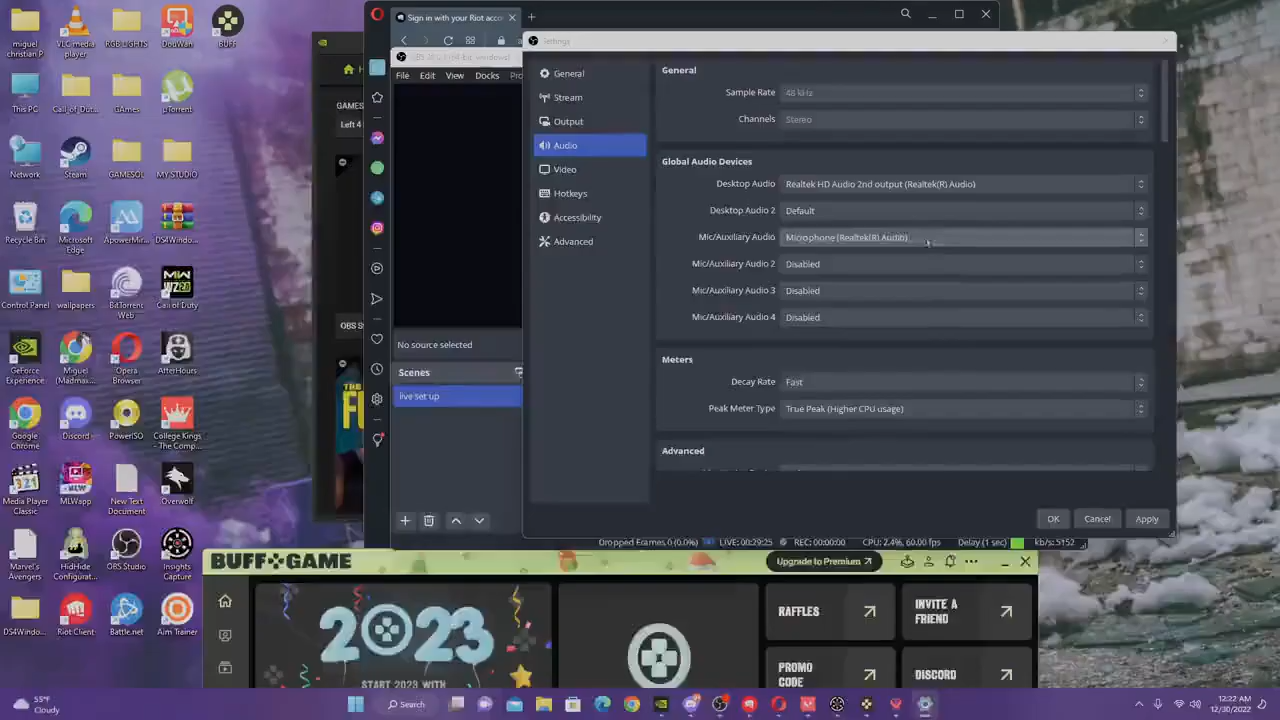 miguel
christian P
VLC media
player
RGB LIGHTS
DouWan
BUFF
This PC
Call_of_Dut...
GAmes
µTorrent
Network
Steam
GAMESOL
MY STUDIO
Recycle Bin
Microsoft
Edge
ApowerMir...
DS4Windo...
Control Panel
wallpapers
BitTorrent
Web
Call of Duty
GeForce
Experience
Miguel
(Madmax...
Opera
Browser
AfterHours
Google
Chrome
Discord
PowerISO
College Kings
- The Comp...
Media Player
Classic
MLWapp
New Text
Document
Overwolf
Marvel's
Avengers
HidHide
Configurat...
OBS Studio
Insights
Capture
DS4Windo...
Riot Client
Battle.net
Aim Trainer
GAMES
Left 4
OBS S
THE
Sign in with your Riot acco
File
Edit
View
Docks
Pro
No source selected
Scenes
live set up
Settings
General
Stream
Output
Audio
Video
Hotkeys
Accessibility
Advanced
General
Sample Rate
48 kHz
Channels
Stereo
Global Audio Devices
Desktop Audio
Realtek HD Audio 2nd output (Realtek(R) Audio)
Desktop Audio 2
Default
Mic/Auxiliary Audio
Microphone (Realtek(R) Audio)
Mic/Auxiliary Audio 2
Disabled
Mic/Auxiliary Audio 3
Disabled
Mic/Auxiliary Audio 4
Disabled
Meters
Decay Rate
Fast
Peak Meter Type
True Peak (Higher CPU usage)
Advanced
OK
Cancel
Apply
Dropped Frames 0 (0.0%)
LIVE: 00:29:25
REC: 00:00:00
CPU: 2.4%, 60.00 fps
Delay (1 sec)
kb/s: 5152
BUFF GAME
Upgrade to Premium
2023
START 2023 WITH
RAFFLES
INVITE A
FRIEND
PROMO
CODE
DISCORD
55°F
Cloudy
Search
12:22 AM
12/30/2022